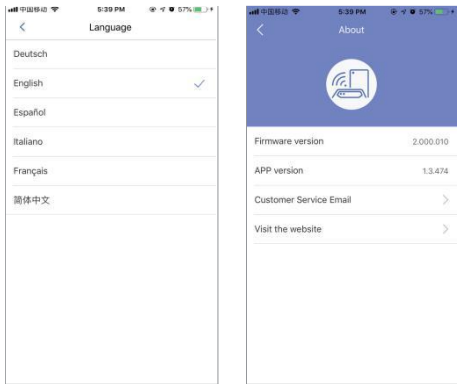 中国移动 5:39 PM 57%
Language
Deutsch
English
Español
Italiano
Français
简体中文
中国移动 5:39 PM 57%
About
Firmware version 2.000.010
APP version 1.3.474
Customer Service Email
Visit the website